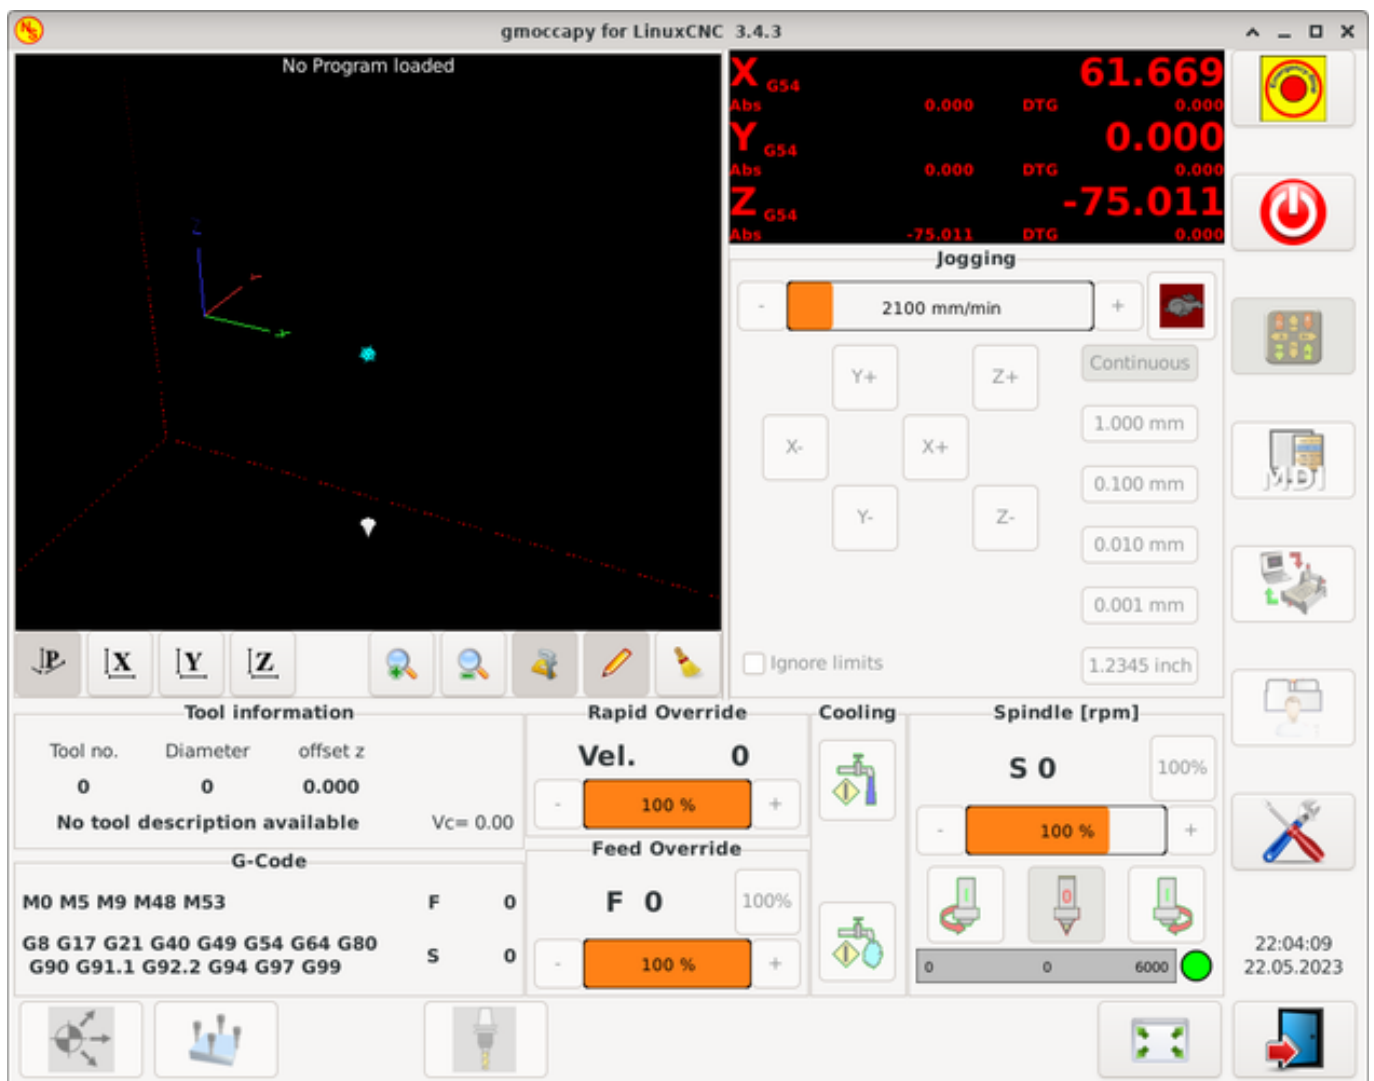 gmoccapy for LinuxCNC 3.4.3
No Program loaded
X G54 61.669
Abs 0.000 DTG 0.000
Y G54 0.000
Abs 0.000 DTG 0.000
Z G54 -75.011
Abs -75.011 DTG 0.000
Emergency-Stop
Jogging
- 2100 mm/min +
Y+ Z+ Continuous
1.000 mm
X- X+
0.100 mm
Y- Z-
0.010 mm
0.001 mm
Ignore limits 1.2345 inch
MDI
Z
X
P X Y Z
Tool information
Tool no. Diameter offset z
0 0 0.000
No tool description available Vc= 0.00
G-Code
M0 M5 M9 M48 M53 F 0
G8 G17 G21 G40 G49 G54 G64 G80
G90 G91.1 G92.2 G94 G97 G99
S 0
Rapid Override
Vel. 0
- 100 % +
Feed Override
F 0 100%
- 100 % +
Cooling
Spindle [rpm]
S 0 100%
- 100 % +
1 0 1
0 0 6000
22:04:09
22.05.2023